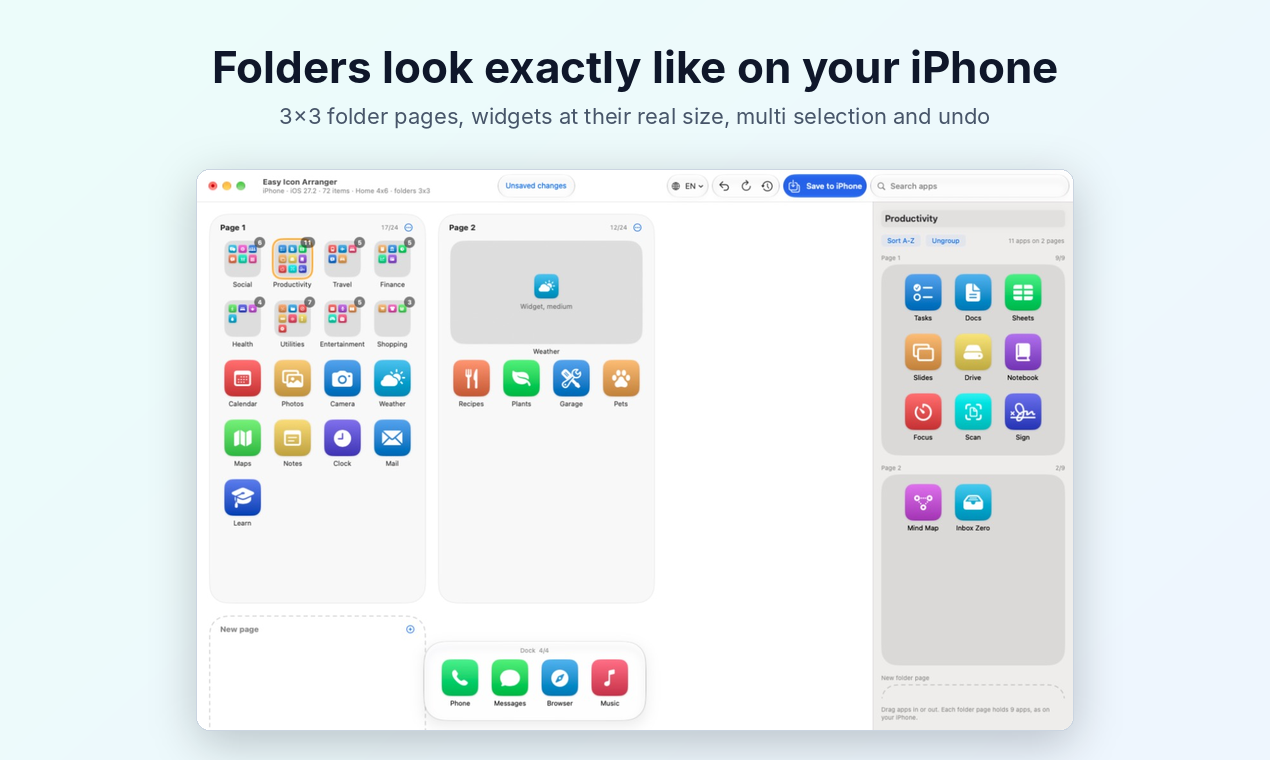 Folders look exactly like on your iPhone
3×3 folder pages, widgets at their real size, multi selection and undo
Easy Icon Arranger
iPhone · iOS 27.2 · 72 items · Home 4x6 · folders 3x3
Unsaved changes
EN
Save to iPhone
Search apps
Page 1
17/24
6
11
5
5
Social
Productivity
Travel
Finance
4
7
5
3
Health
Utilities
Entertainment
Shopping
Calendar
Photos
Camera
Weather
Maps
Notes
Clock
Mail
Learn
Page 2
12/24
Widget, medium
Weather
Recipes
Plants
Garage
Pets
New page
Dock 4/4
Phone
Messages
Browser
Music
Productivity
Sort A-Z
Ungroup
11 apps on 2 pages
Page 1
9/9
Tasks
Docs
Sheets
Slides
Drive
Notebook
Focus
Scan
Sign
Page 2
2/9
Mind Map
Inbox Zero
New folder page
Drag apps in or out. Each folder page holds 9 apps, as on
your iPhone.